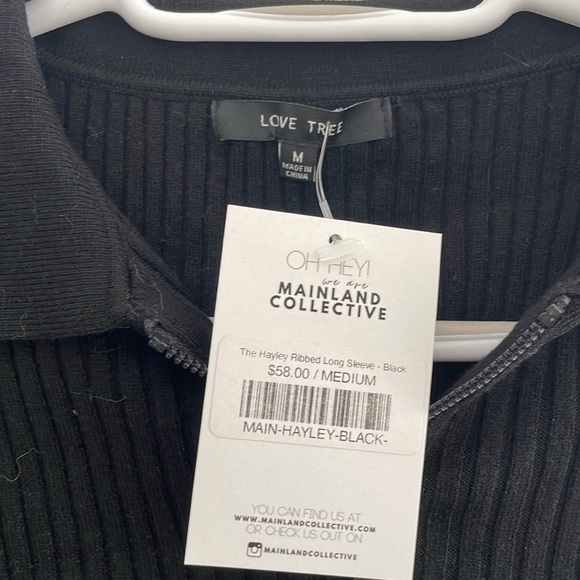 LOVE TREE
M
MADE IN
CHINA
OH HEY!
we are
MAINLAND
COLLECTIVE
The Hayley Ribbed Long Sleeve - Black
$58.00 / MEDIUM
MAIN-HAYLEY-BLACK-
YOU CAN FIND US AT
WWW.MAINLANDCOLLECTIVE.COM
OR CHECK US OUT ON
MAINLANDCOLLECTIVE